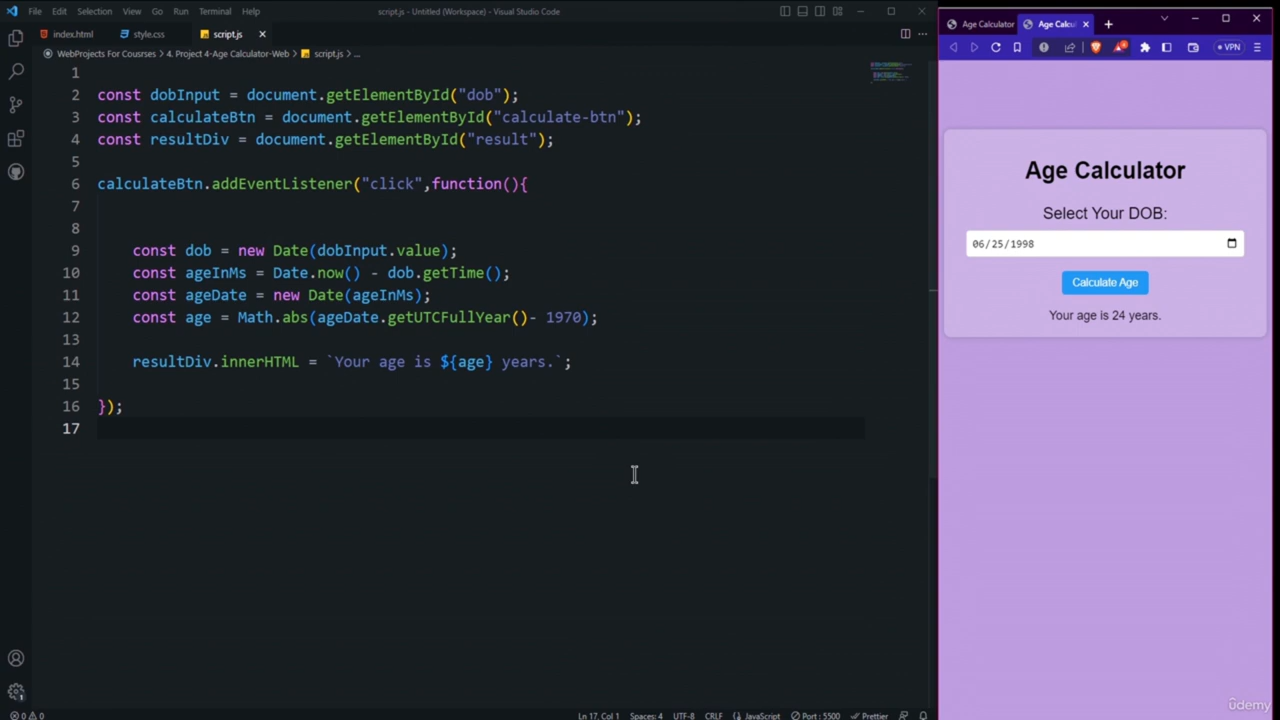 File Edit Selection View Go Run Terminal Help
script.js - Untitled (Workspace) - Visual Studio Code
index.html style.css script.js
WebProjects For Coursres > 4. Project 4-Age Calculator-Web > script.js > ...
1
2 const dobInput = document.getElementById("dob");
3 const calculateBtn = document.getElementById("calculate-btn");
4 const resultDiv = document.getElementById("result");
5
6 calculateBtn.addEventListener("click",function(){
7
8
9 const dob = new Date(dobInput.value);
10 const ageInMs = Date.now() - dob.getTime();
11 const ageDate = new Date(ageInMs);
12 const age = Math.abs(ageDate.getUTCFullYear()- 1970);
13
14 resultDiv.innerHTML = `Your age is ${age} years.`;
15
16 });
17
0 0
Ln 17, Col 1 Spaces: 4 UTF-8 CRLF JavaScript Port : 5500 Prettier
Age Calculator Age Calcu
VPN
Age Calculator
Select Your DOB:
06/25/1998
Calculate Age
Your age is 24 years.
ûdemy